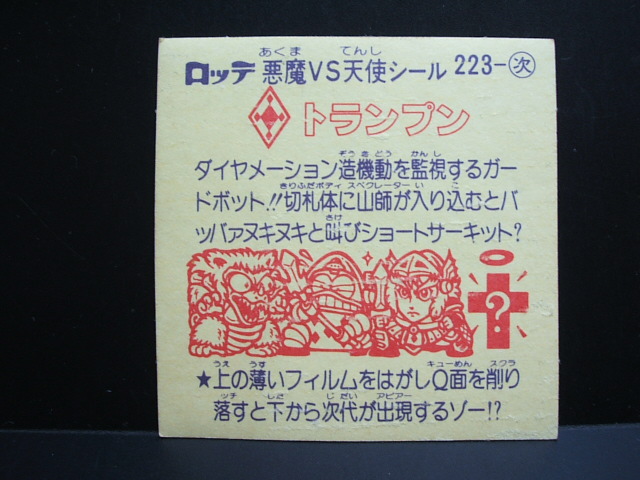 ロッテ 悪魔VS天使シール 223-次
あくま てんし
トランプン
ぞうきどう かんし
ダイヤメーション造機動を監視するガー
きりふだボディ スペクレーター い こ
ドボット!!切札体に山師が入り込むとバ
さけ
ッバァヌキヌキと叫びショートサーキット?
?
うえ うす キューめん スクラ
★上の薄いフィルムをはがしQ面を削り
ッチ した じだい アピアー
落すと下から次代が出現するゾー!?